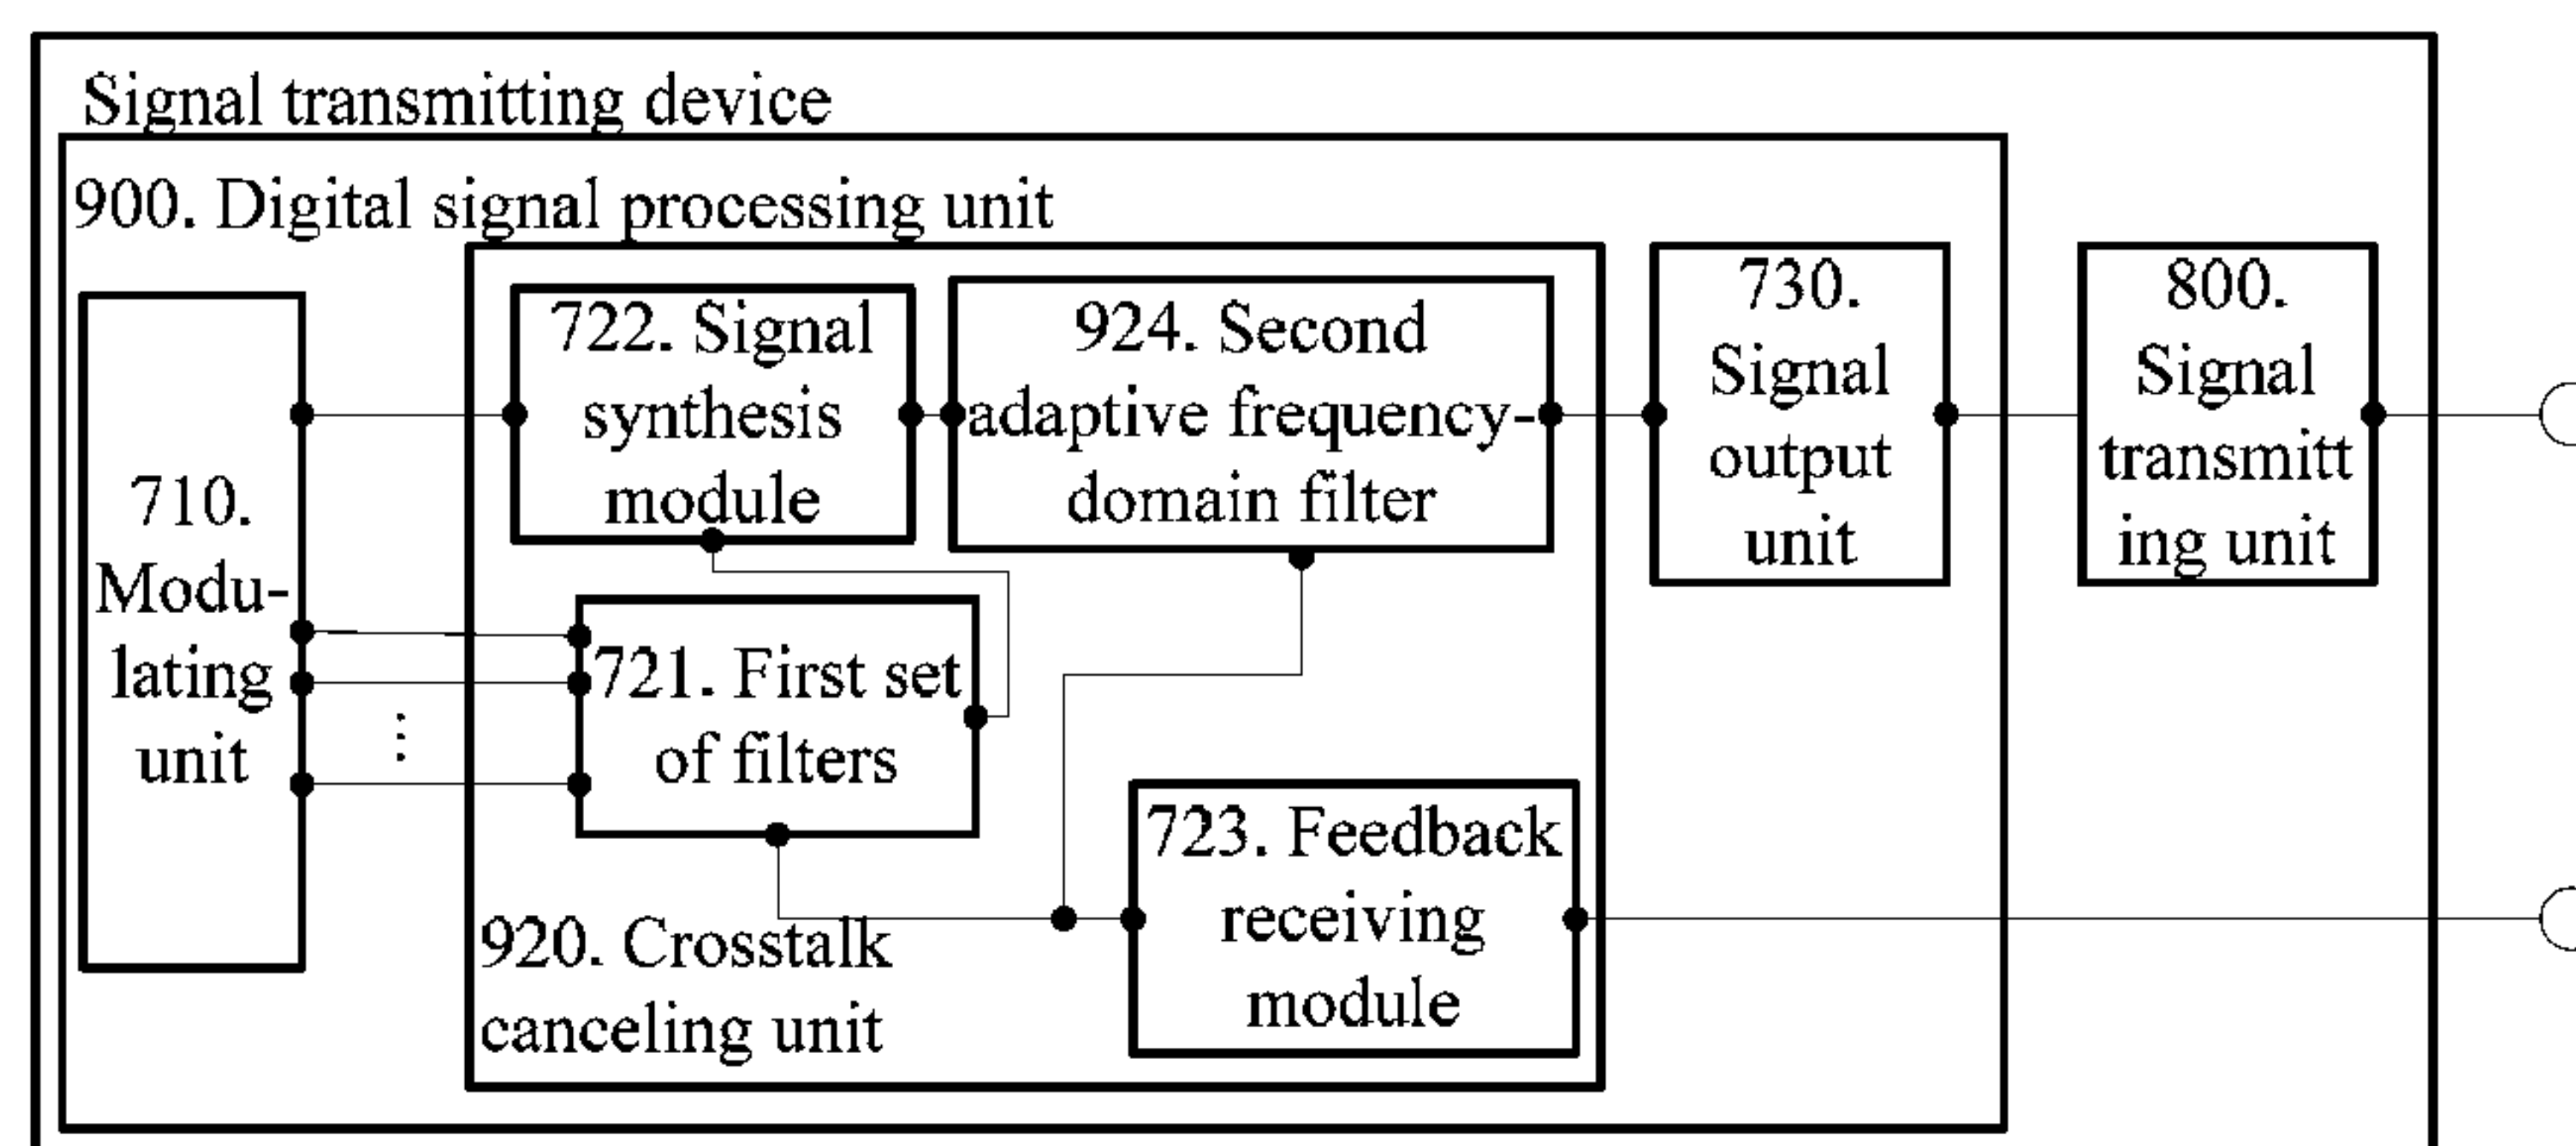 Signal transmitting device
900. Digital signal processing unit
710.
Modu-
lating
unit
722. Signal
synthesis
module
924. Second
adaptive frequency-
domain filter
730.
Signal
output
unit
800.
Signal
transmitt
ing unit
721. First set
of filters
723. Feedback
receiving
module
920. Crosstalk
canceling unit